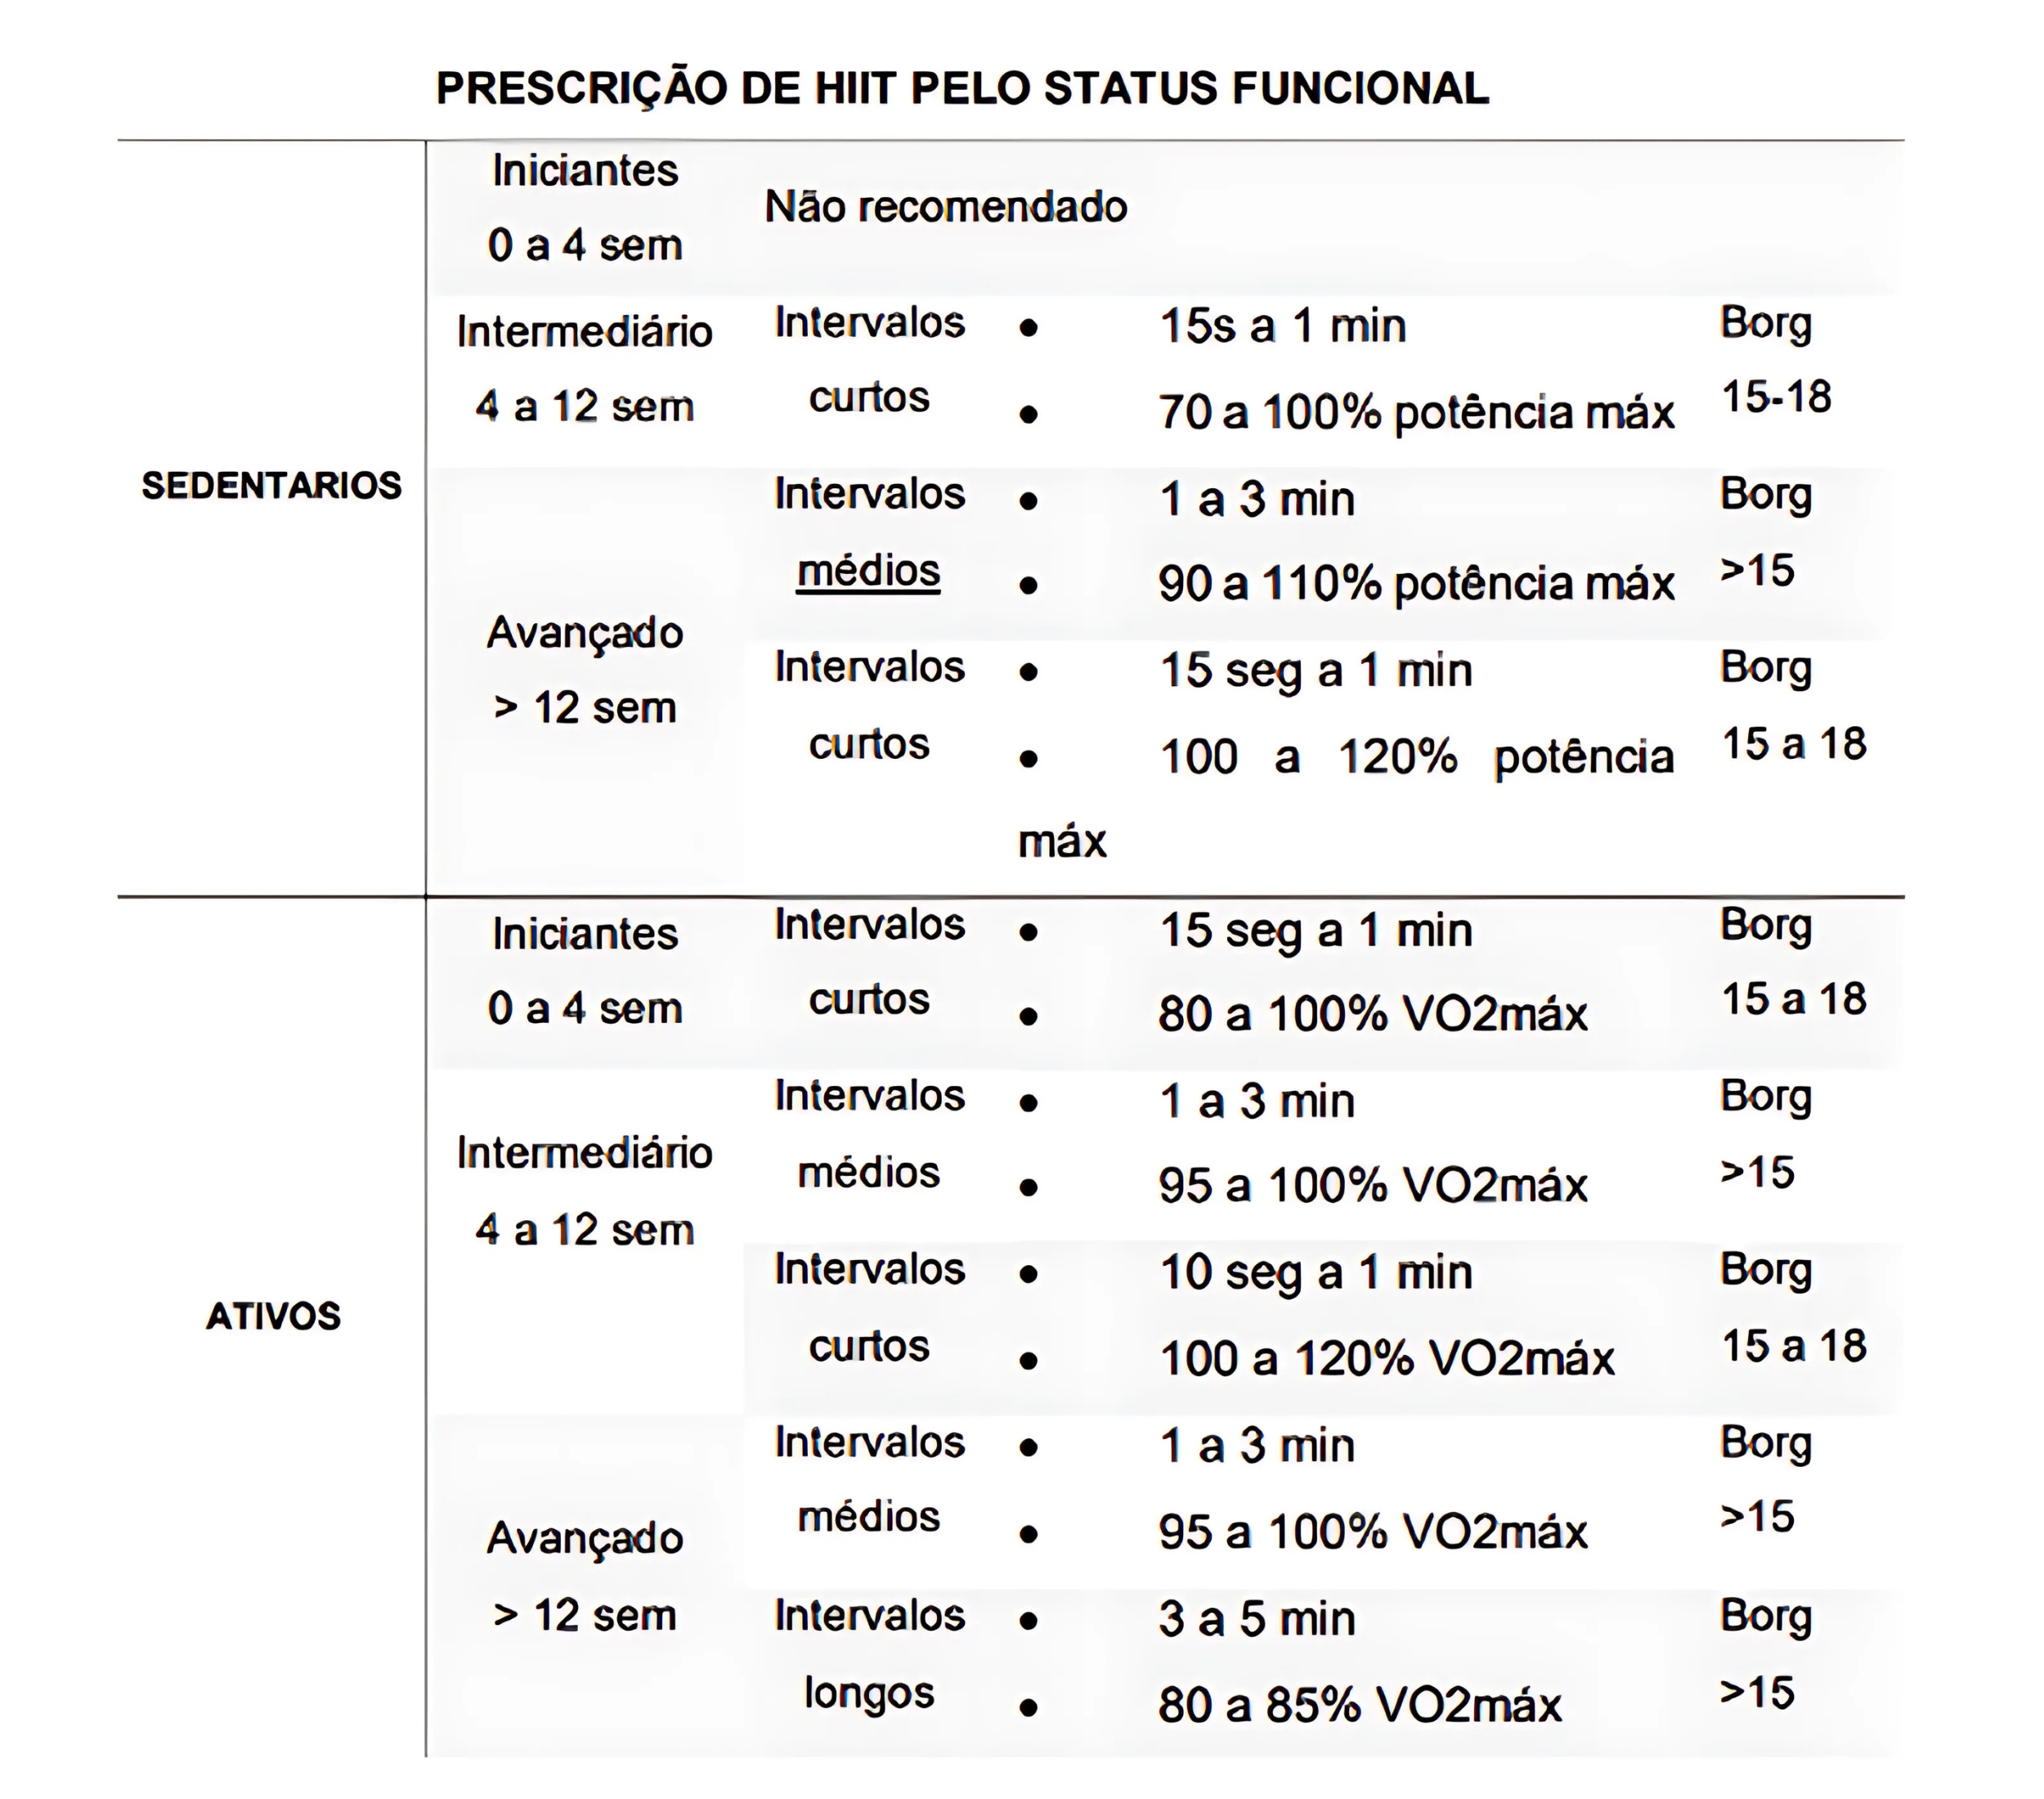 PRESCRIÇÃO DE HIIT PELO STATUS FUNCIONAL
SEDENTARIOS
Iniciantes
0 a 4 sem
Não recomendado
Intermediário
4 a 12 sem
Intervalos
curtos
• 15s a 1 min
• 70 a 100% potência máx
Borg
15-18
Avançado
> 12 sem
Intervalos
médios
• 1 a 3 min
• 90 a 110% potência máx
Borg
>15
Intervalos
curtos
• 15 seg a 1 min
• 100 a 120% potência
máx
Borg
15 a 18
ATIVOS
Iniciantes
0 a 4 sem
Intervalos
curtos
• 15 seg a 1 min
• 80 a 100% VO2máx
Borg
15 a 18
Intermediário
4 a 12 sem
Intervalos
médios
• 1 a 3 min
• 95 a 100% VO2máx
Borg
>15
Intervalos
curtos
• 10 seg a 1 min
• 100 a 120% VO2máx
Borg
15 a 18
Avançado
> 12 sem
Intervalos
médios
• 1 a 3 min
• 95 a 100% VO2máx
Borg
>15
Intervalos
longos
• 3 a 5 min
• 80 a 85% VO2máx
Borg
>15